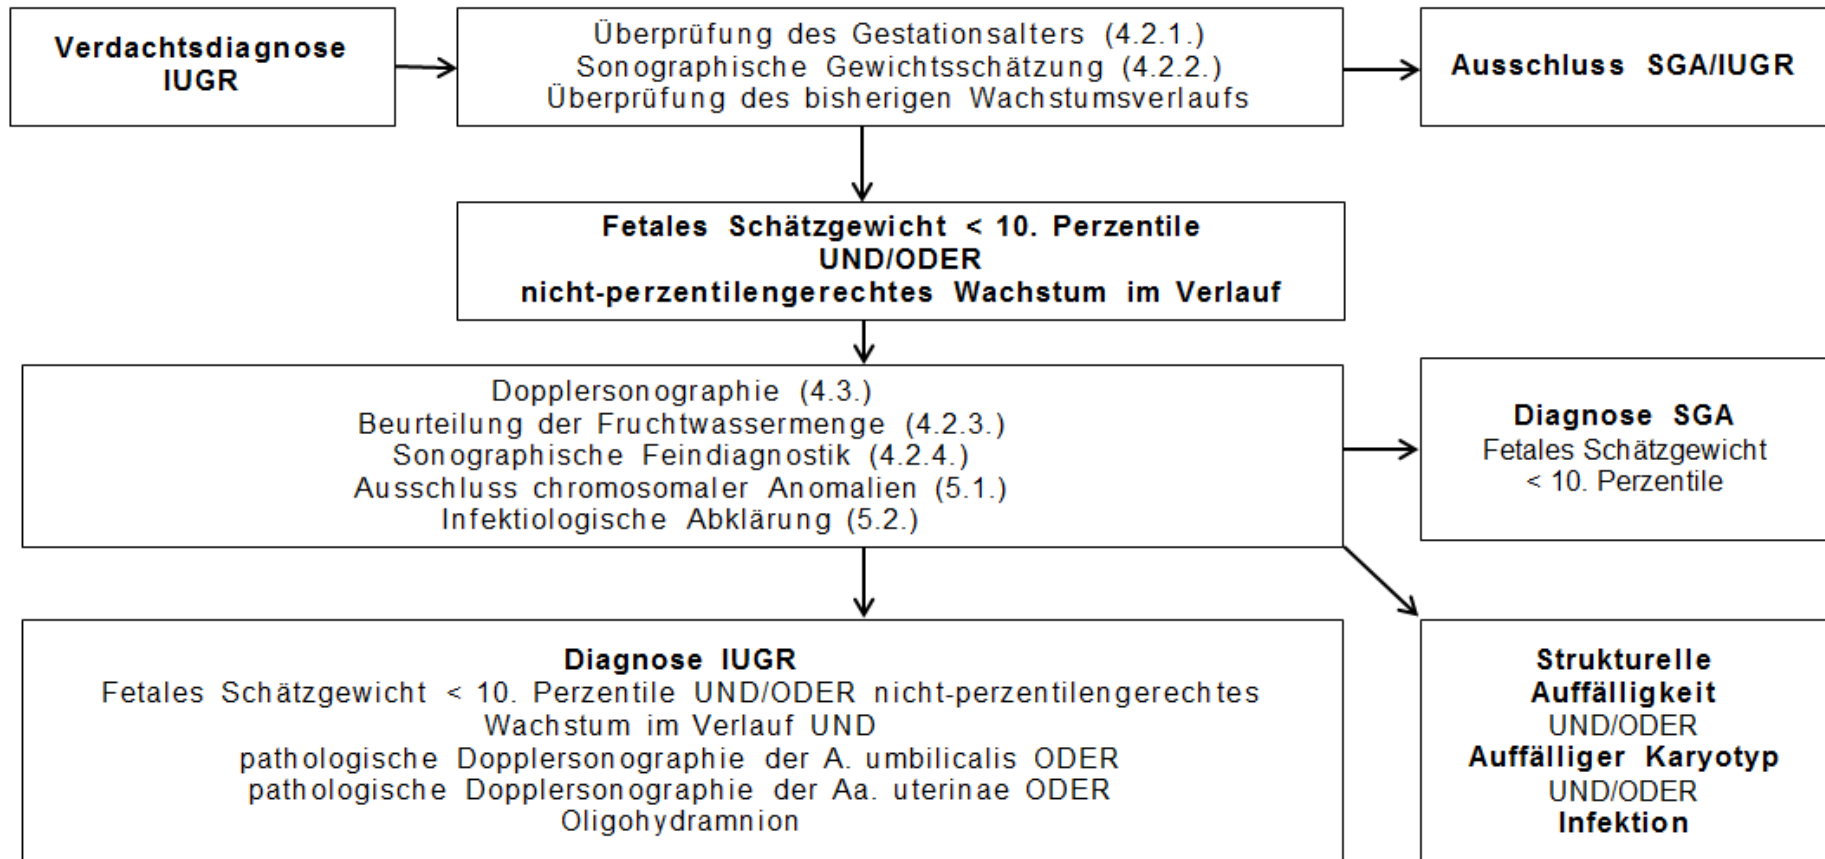 Verdachtsdiagnose
IUGR
Überprüfung des Gestationsalters (4.2.1.)
Sonographische Gewichtsschätzung (4.2.2.)
Überprüfung des bisherigen Wachstumsverlaufs
Ausschluss SGA/IUGR
Fetales Schätzgewicht < 10. Perzentile
UND/ODER
nicht-perzentilengerechtes Wachstum im Verlauf
Dopplersonographie (4.3.)
Beurteilung der Fruchtwassermenge (4.2.3.)
Sonographische Feindiagnostik (4.2.4.)
Ausschluss chromosomaler Anomalien (5.1.)
Infektiologische Abklärung (5.2.)
Diagnose SGA
Fetales Schätzgewicht
< 10. Perzentile
Diagnose IUGR
Fetales Schätzgewicht < 10. Perzentile UND/ODER nicht-perzentilengerechtes
Wachstum im Verlauf UND
pathologische Dopplersonographie der A. umbilicalis ODER
pathologische Dopplersonographie der Aa. uterinae ODER
Oligohydramnion
Strukturelle
Auffälligkeit
UND/ODER
Auffälliger Karyotyp
UND/ODER
Infektion